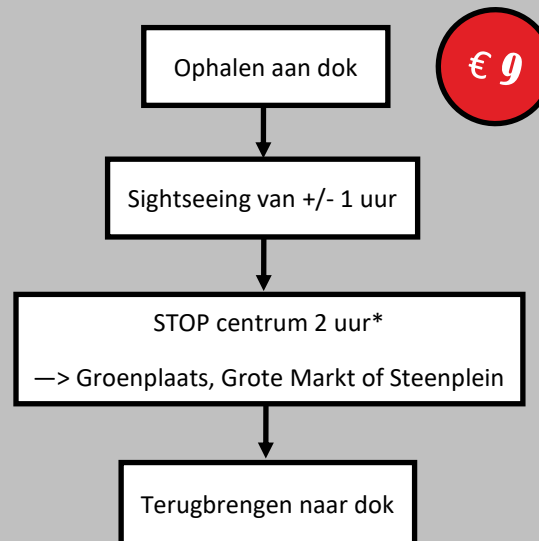 Ophalen aan dok
€ 9
Sightseeing van +/- 1 uur
STOP centrum 2 uur*
—> Groenplaats, Grote Markt of Steenplein
Terugbrengen naar dok